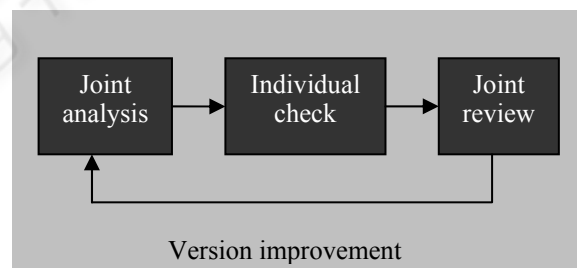 Joint
analysis
Individual
check
Joint
review
Version improvement